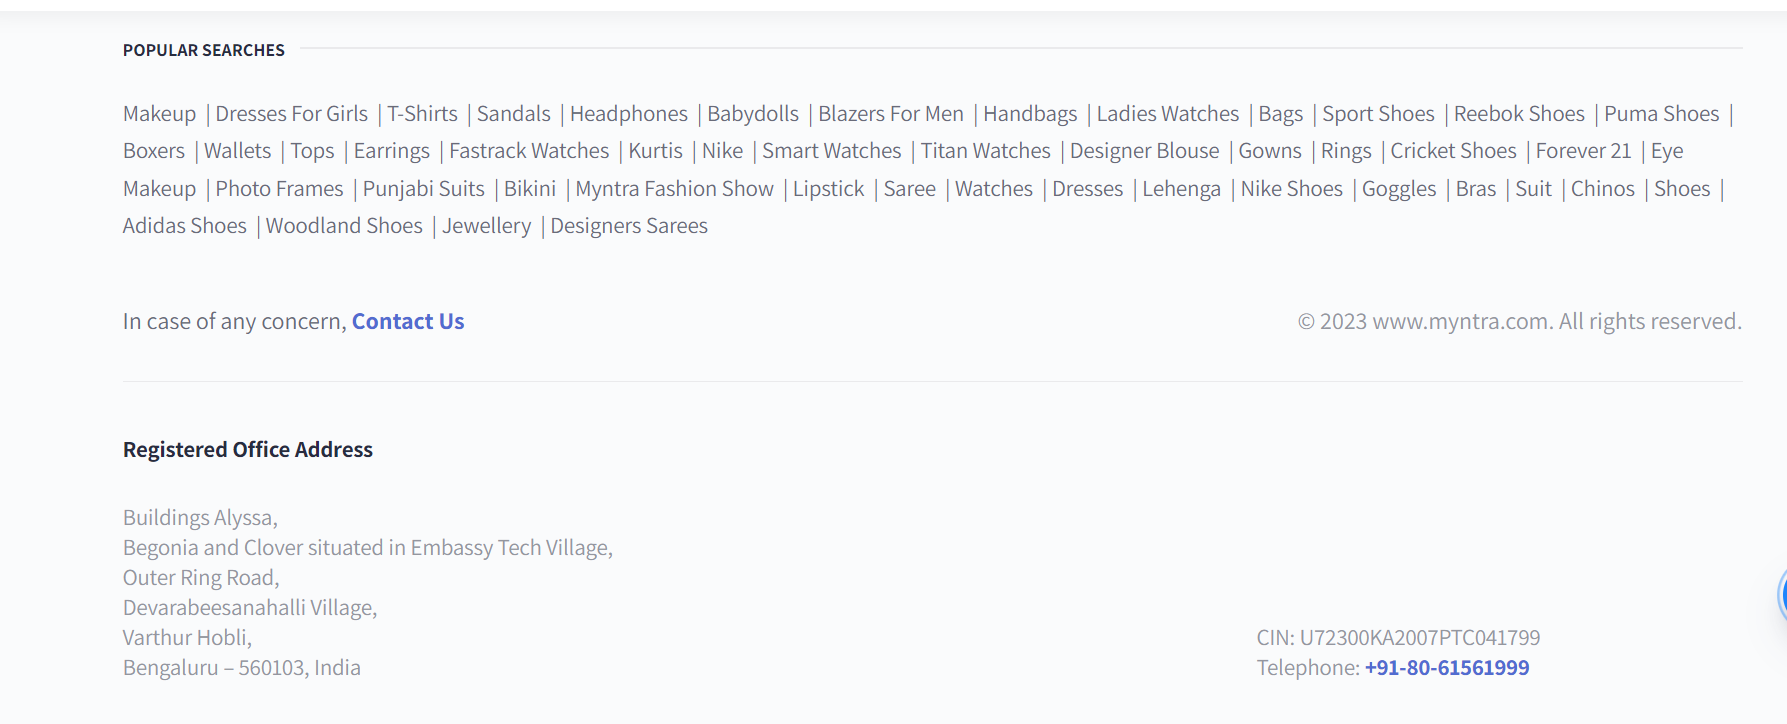 POPULAR SEARCHES
Makeup | Dresses For Girls | T-Shirts | Sandals | Headphones | Babydolls | Blazers For Men | Handbags | Ladies Watches | Bags | Sport Shoes | Reebok Shoes | Puma Shoes |
Boxers | Wallets | Tops | Earrings | Fastrack Watches | Kurtis | Nike | Smart Watches | Titan Watches | Designer Blouse | Gowns | Rings | Cricket Shoes | Forever 21 | Eye
Makeup | Photo Frames | Punjabi Suits | Bikini | Myntra Fashion Show | Lipstick | Saree | Watches | Dresses | Lehenga | Nike Shoes | Goggles | Bras | Suit | Chinos | Shoes |
Adidas Shoes | Woodland Shoes | Jewellery | Designers Sarees
In case of any concern, Contact Us
© 2023 www.myntra.com. All rights reserved.
Registered Office Address
Buildings Alyssa,
Begonia and Clover situated in Embassy Tech Village,
Outer Ring Road,
Devarabeesanahalli Village,
Varthur Hobli,
Bengaluru – 560103, India
CIN: U72300KA2007PTC041799
Telephone: +91-80-61561999